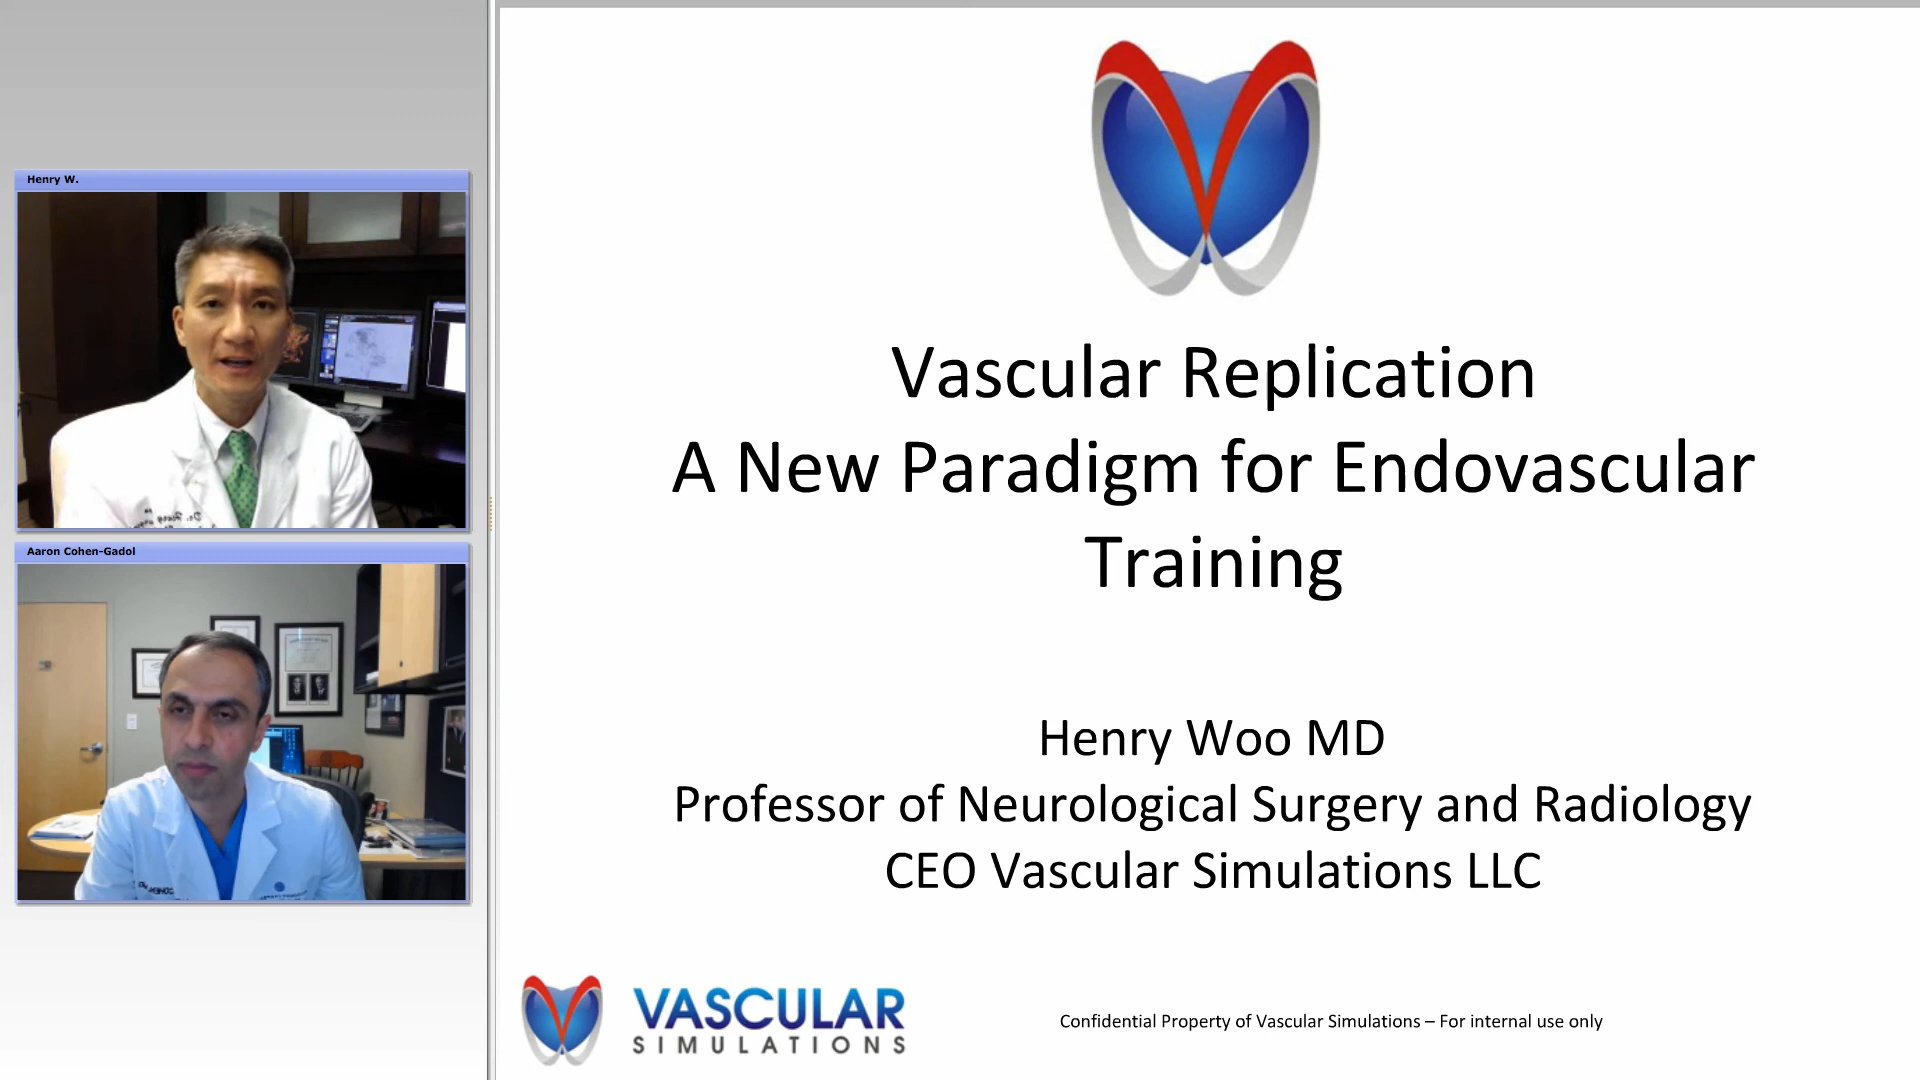 Henry W.
Aaron Cohen-Gadol
Vascular Replication
A New Paradigm for Endovascular
Training
Henry Woo MD
Professor of Neurological Surgery and Radiology
CEO Vascular Simulations LLC
VASCULAR
SIMULATIONS
Confidential Property of Vascular Simulations – For internal use only